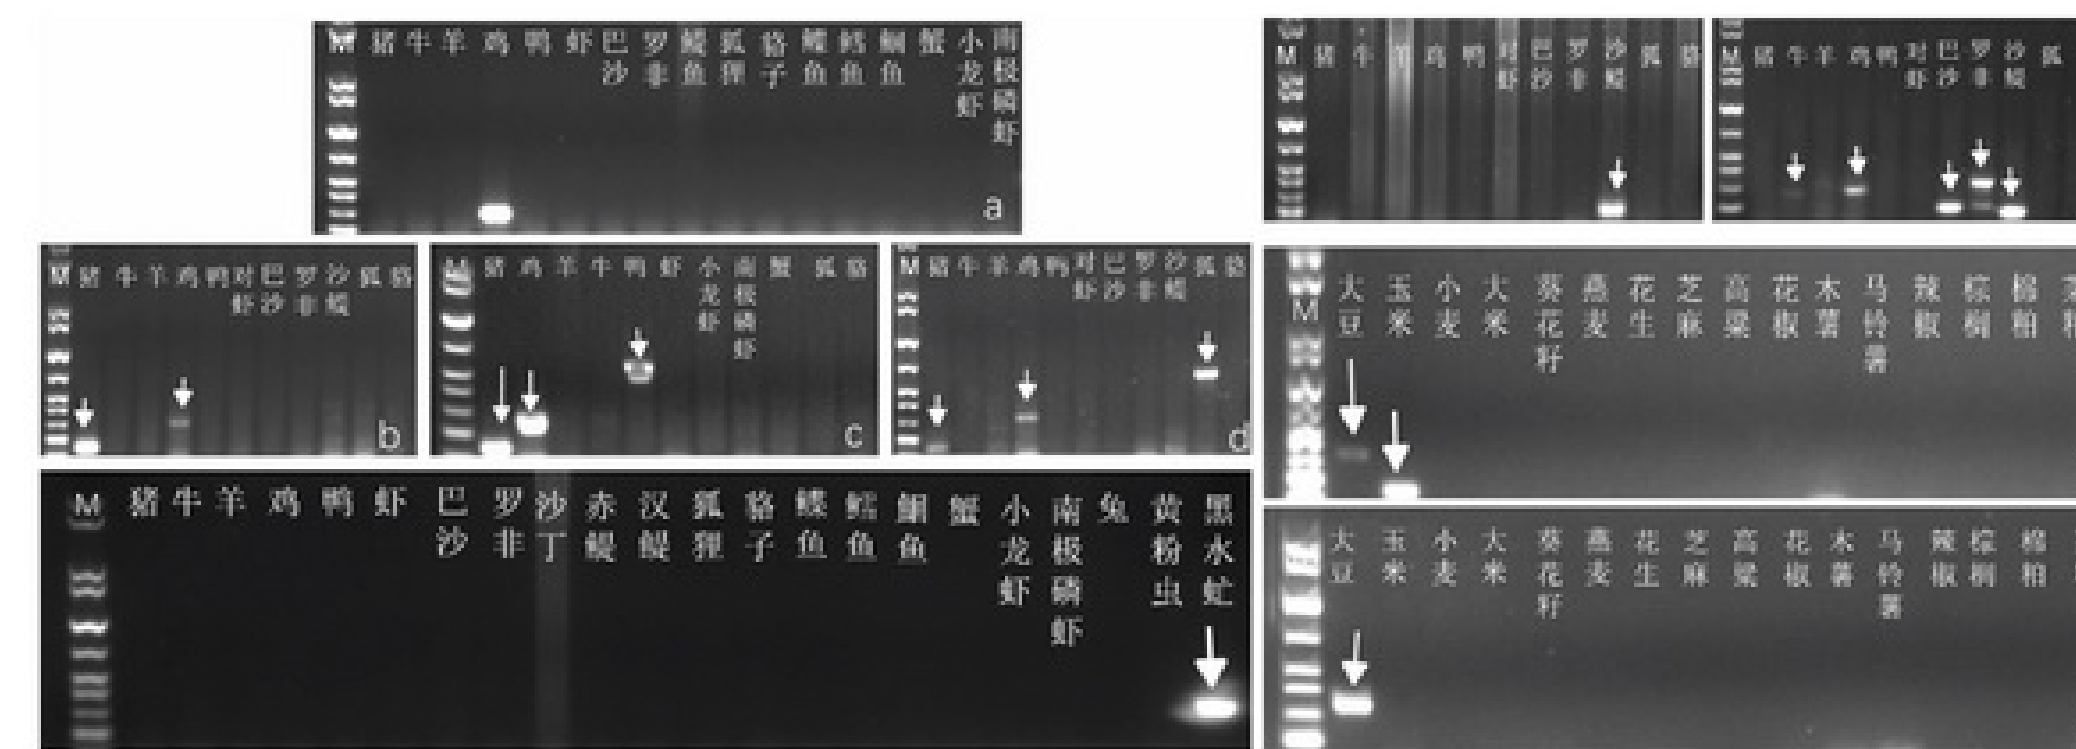 M 猪 牛 羊 鸡 鸭 虾 巴沙 罗非 鳀鱼 狐狸 貉子 鲽鱼 鳕鱼 鮰鱼 蟹 小龙虾 南极磷虾
a
M 猪 牛 羊 鸡 鸭 对虾 巴沙 罗非 沙鳀 狐 貉
M 猪 牛 羊 鸡 鸭 对虾 巴沙 罗非 沙鳀 狐
M 猪 牛 羊 鸡 鸭 对虾 巴沙 罗非 沙鳀 狐 貉
b
M 猪 鸡 羊 牛 鸭 虾 小龙虾 南极磷虾 蟹 狐 貉
c
M 猪 牛 羊 鸡 鸭 对虾 巴沙 罗非 沙鳀 狐 貉
d
M 大豆 玉米 小麦 大米 葵花籽 燕麦 花生 芝麻 高粱 花椒 木薯 马铃薯 辣椒 棕榈 棉粕
M 猪 牛 羊 鸡 鸭 虾 巴沙 罗非 沙丁 赤鳀 汉鳀 狐狸 貉子 鲽鱼 鳕鱼 鮰鱼 蟹 小龙虾 南极磷虾 兔 黄粉虫 黑水虻
大豆 玉米 小麦 大米 葵花籽 燕麦 花生 芝麻 高粱 花椒 木薯 马铃薯 辣椒 棕榈 棉粕